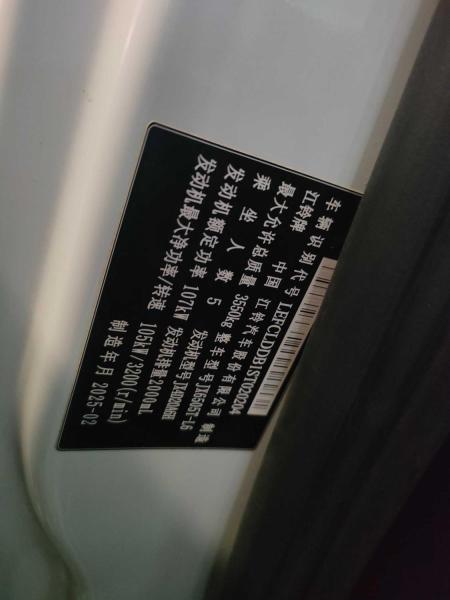 车辆识别代号 LEFCLDDB1ST020204
江铃牌 中国 江铃汽车股份有限公司 制造
最大允许总质量 3550kg 整车型号 JX6605T-L6
乘坐人数 5 发动机型号
发动机额定功率 107kW 发动机排量 2000mL
发动机最大净功率/转速 105kW/3200(r/min)
制造年月 2025-02